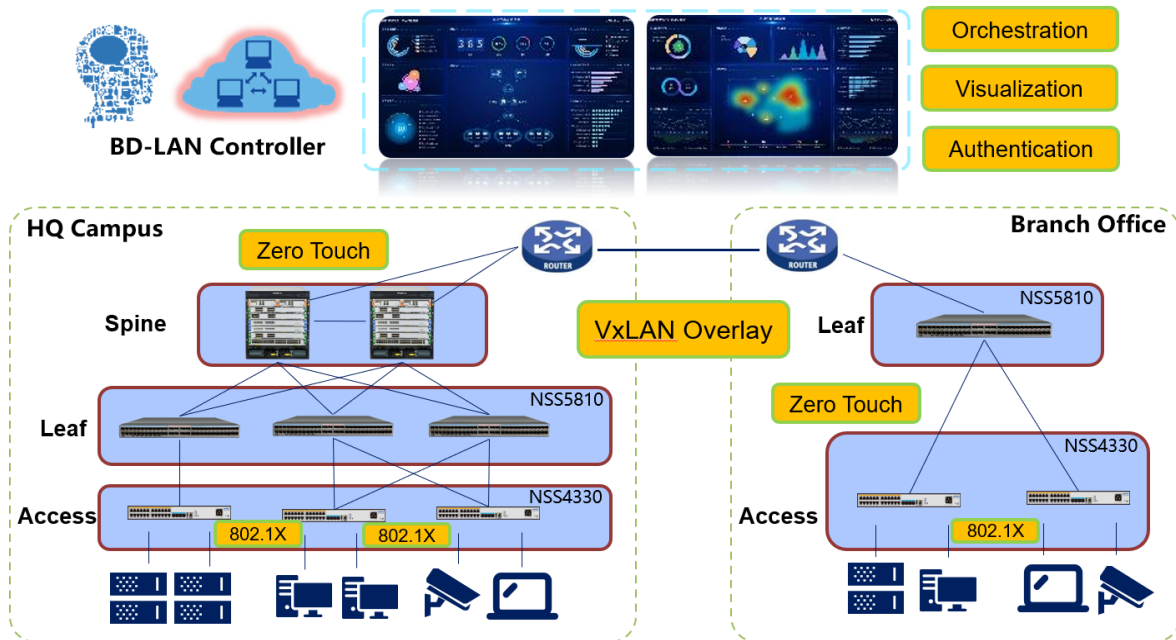 Orchestration
Visualization
Authentication
BD-LAN Controller
365
HQ Campus
Zero Touch
ROUTER
ROUTER
Branch Office
Spine
VxLAN Overlay
NSS5810
Leaf
NSS5810
Leaf
Zero Touch
NSS4330
NSS4330
Access
802.1X
802.1X
Access
802.1X